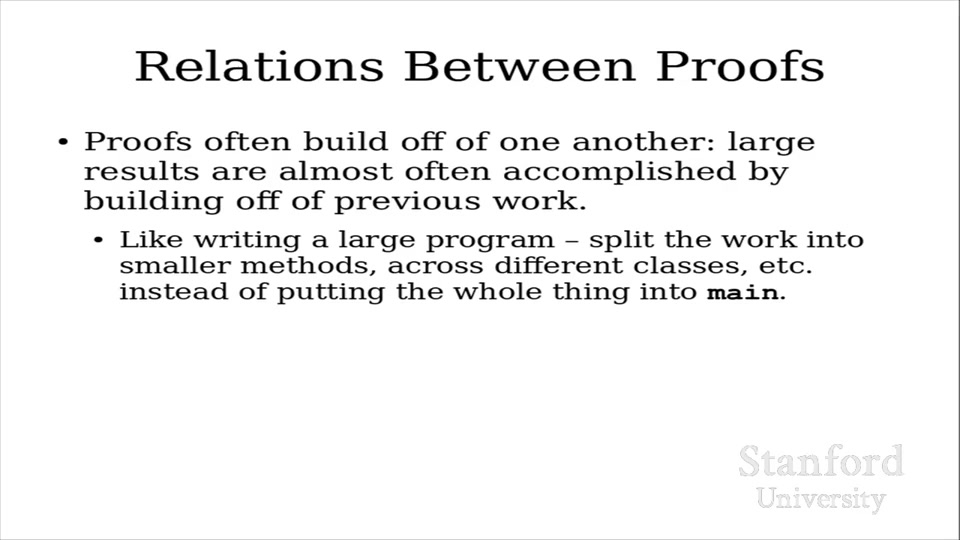 Relations Between Proofs
• Proofs often build off of one another: large
results are almost often accomplished by
building off of previous work.
• Like writing a large program – split the work into
smaller methods, across different classes, etc.
instead of putting the whole thing into main.
Stanford
University